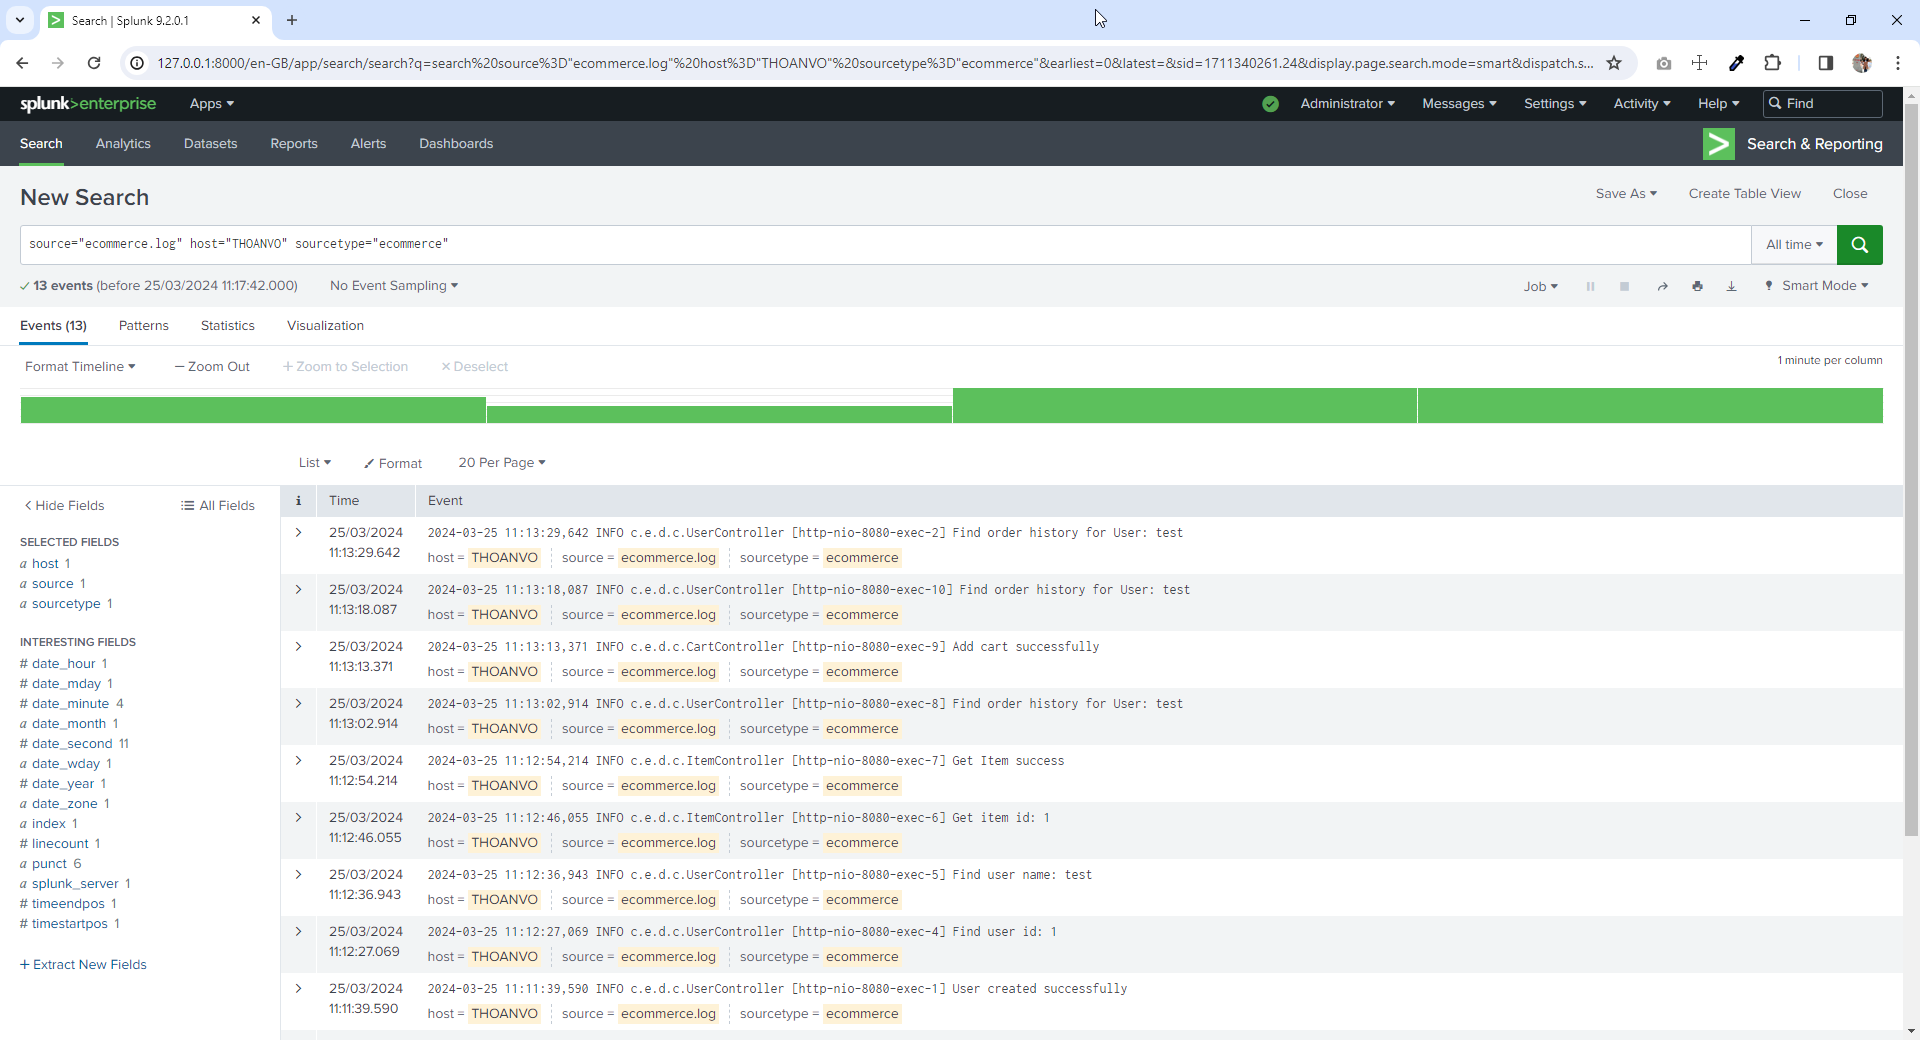 Search | Splunk 9.2.0.1
127.0.0.1:8000/en-GB/app/search/search?q=search%20source%3D"ecommerce.log"%20host%3D"THOANVO"%20sourcetype%3D"ecommerce"&earliest=0&latest=&sid=1711340261.24&display.page.search.mode=smart&dispatch.s...
splunk>enterprise Apps Administrator Messages Settings Activity Help Find
Search Analytics Datasets Reports Alerts Dashboards Search & Reporting
New Search Save As Create Table View Close
source="ecommerce.log" host="THOANVO" sourcetype="ecommerce" All time
13 events (before 25/03/2024 11:17:42.000) No Event Sampling Job Smart Mode
Events (13) Patterns Statistics Visualization
Format Timeline Zoom Out Zoom to Selection Deselect 1 minute per column
List Format 20 Per Page
Hide Fields All Fields
SELECTED FIELDS
a host 1
a source 1
a sourcetype 1
INTERESTING FIELDS
# date_hour 1
# date_mday 1
# date_minute 4
a date_month 1
# date_second 11
a date_wday 1
# date_year 1
a date_zone 1
a index 1
# linecount 1
a punct 6
a splunk_server 1
# timeendpos 1
# timestartpos 1
+ Extract New Fields
i Time Event
25/03/2024 2024-03-25 11:13:29,642 INFO c.e.d.c.UserController [http-nio-8080-exec-2] Find order history for User: test
11:13:29.642 host = THOANVO source = ecommerce.log sourcetype = ecommerce
25/03/2024 2024-03-25 11:13:18,087 INFO c.e.d.c.UserController [http-nio-8080-exec-10] Find order history for User: test
11:13:18.087 host = THOANVO source = ecommerce.log sourcetype = ecommerce
25/03/2024 2024-03-25 11:13:13,371 INFO c.e.d.c.CartController [http-nio-8080-exec-9] Add cart successfully
11:13:13.371 host = THOANVO source = ecommerce.log sourcetype = ecommerce
25/03/2024 2024-03-25 11:13:02,914 INFO c.e.d.c.UserController [http-nio-8080-exec-8] Find order history for User: test
11:13:02.914 host = THOANVO source = ecommerce.log sourcetype = ecommerce
25/03/2024 2024-03-25 11:12:54,214 INFO c.e.d.c.ItemController [http-nio-8080-exec-7] Get Item success
11:12:54.214 host = THOANVO source = ecommerce.log sourcetype = ecommerce
25/03/2024 2024-03-25 11:12:46,055 INFO c.e.d.c.ItemController [http-nio-8080-exec-6] Get item id: 1
11:12:46.055 host = THOANVO source = ecommerce.log sourcetype = ecommerce
25/03/2024 2024-03-25 11:12:36,943 INFO c.e.d.c.UserController [http-nio-8080-exec-5] Find user name: test
11:12:36.943 host = THOANVO source = ecommerce.log sourcetype = ecommerce
25/03/2024 2024-03-25 11:12:27,069 INFO c.e.d.c.UserController [http-nio-8080-exec-4] Find user id: 1
11:12:27.069 host = THOANVO source = ecommerce.log sourcetype = ecommerce
25/03/2024 2024-03-25 11:11:39,590 INFO c.e.d.c.UserController [http-nio-8080-exec-1] User created successfully
11:11:39.590 host = THOANVO source = ecommerce.log sourcetype = ecommerce